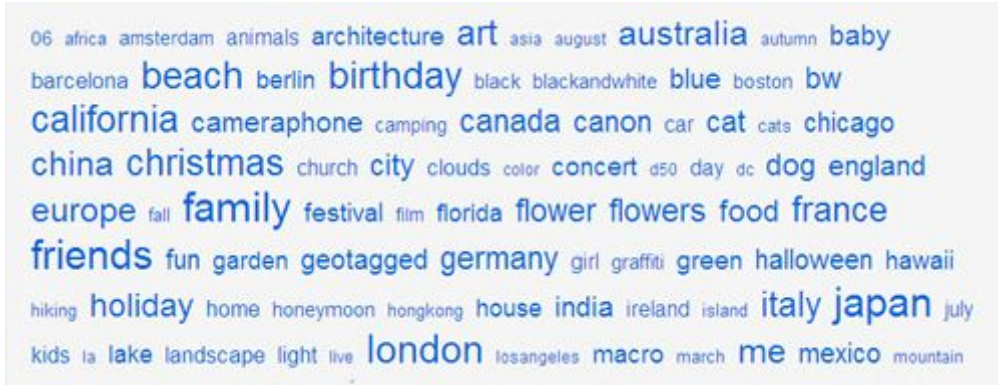 06 africa amsterdam animals architecture art asia august australia autumn baby
barcelona beach berlin birthday black blackandwhite blue boston bw
california cameraphone camping canada canon car cat cats chicago
china christmas church city clouds color concert d50 day dc dog england
europe fall family festival film florida flower flowers food france
friends fun garden geotagged germany girl graffiti green halloween hawaii
hiking holiday home honeymoon hongkong house india ireland island italy japan july
kids la lake landscape light live london losangeles macro march me mexico mountain